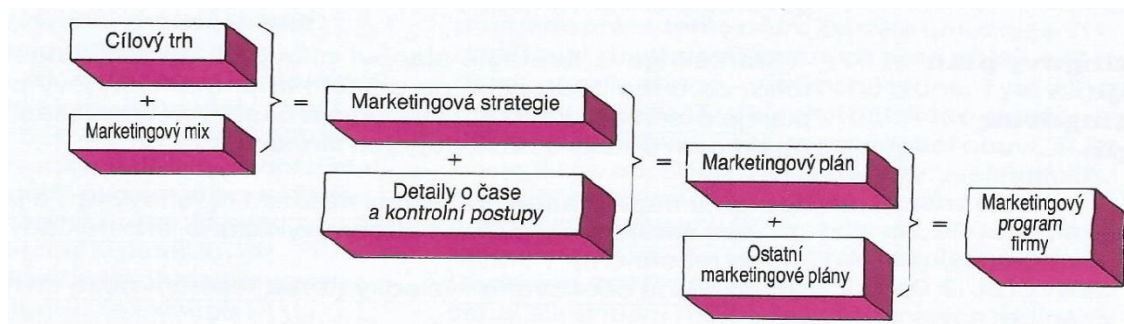 Cílový trh
+
Marketingový mix
=
Marketingová strategie
+
Detaily o čase
a kontrolní postupy
=
Marketingový plán
+
Ostatní
marketingové plány
=
Marketingový
program
firmy